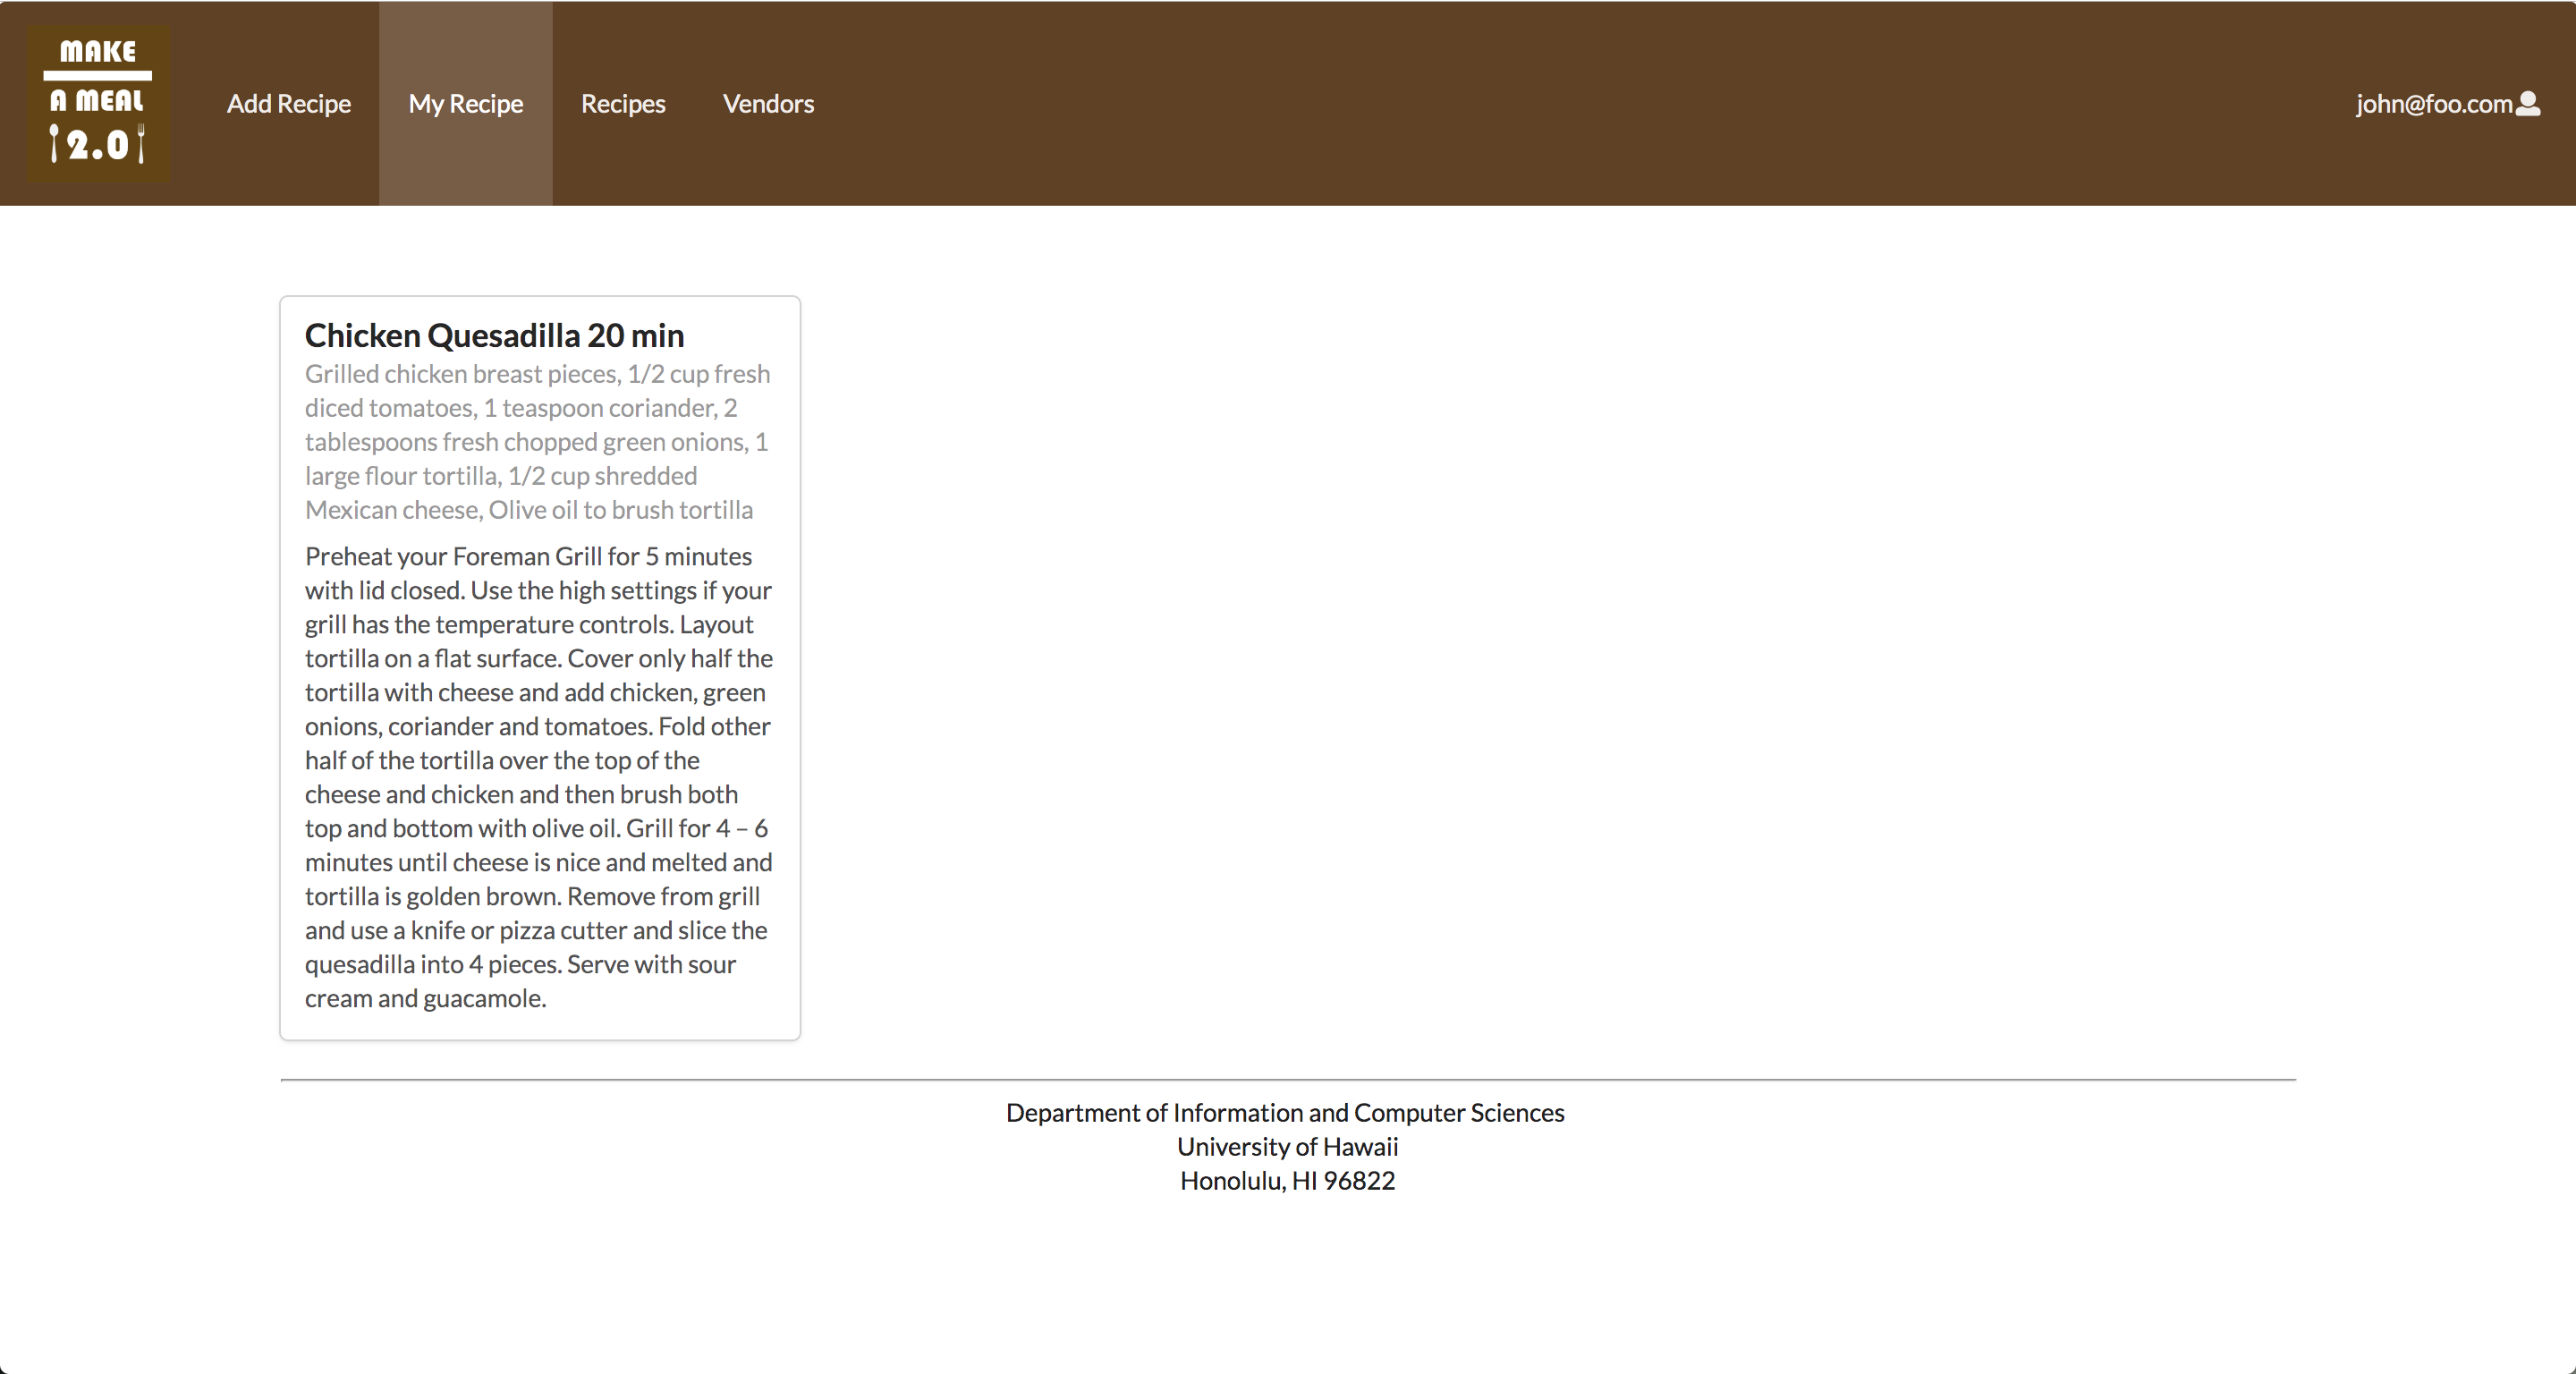 MAKE
A MEAL
2.0
Add Recipe
My Recipe
Recipes
Vendors
john@foo.com
Chicken Quesadilla 20 min
Grilled chicken breast pieces, 1/2 cup fresh
diced tomatoes, 1 teaspoon coriander, 2
tablespoons fresh chopped green onions, 1
large flour tortilla, 1/2 cup shredded
Mexican cheese, Olive oil to brush tortilla
Preheat your Foreman Grill for 5 minutes
with lid closed. Use the high settings if your
grill has the temperature controls. Layout
tortilla on a flat surface. Cover only half the
tortilla with cheese and add chicken, green
onions, coriander and tomatoes. Fold other
half of the tortilla over the top of the
cheese and chicken and then brush both
top and bottom with olive oil. Grill for 4 – 6
minutes until cheese is nice and melted and
tortilla is golden brown. Remove from grill
and use a knife or pizza cutter and slice the
quesadilla into 4 pieces. Serve with sour
cream and guacamole.
Department of Information and Computer Sciences
University of Hawaii
Honolulu, HI 96822